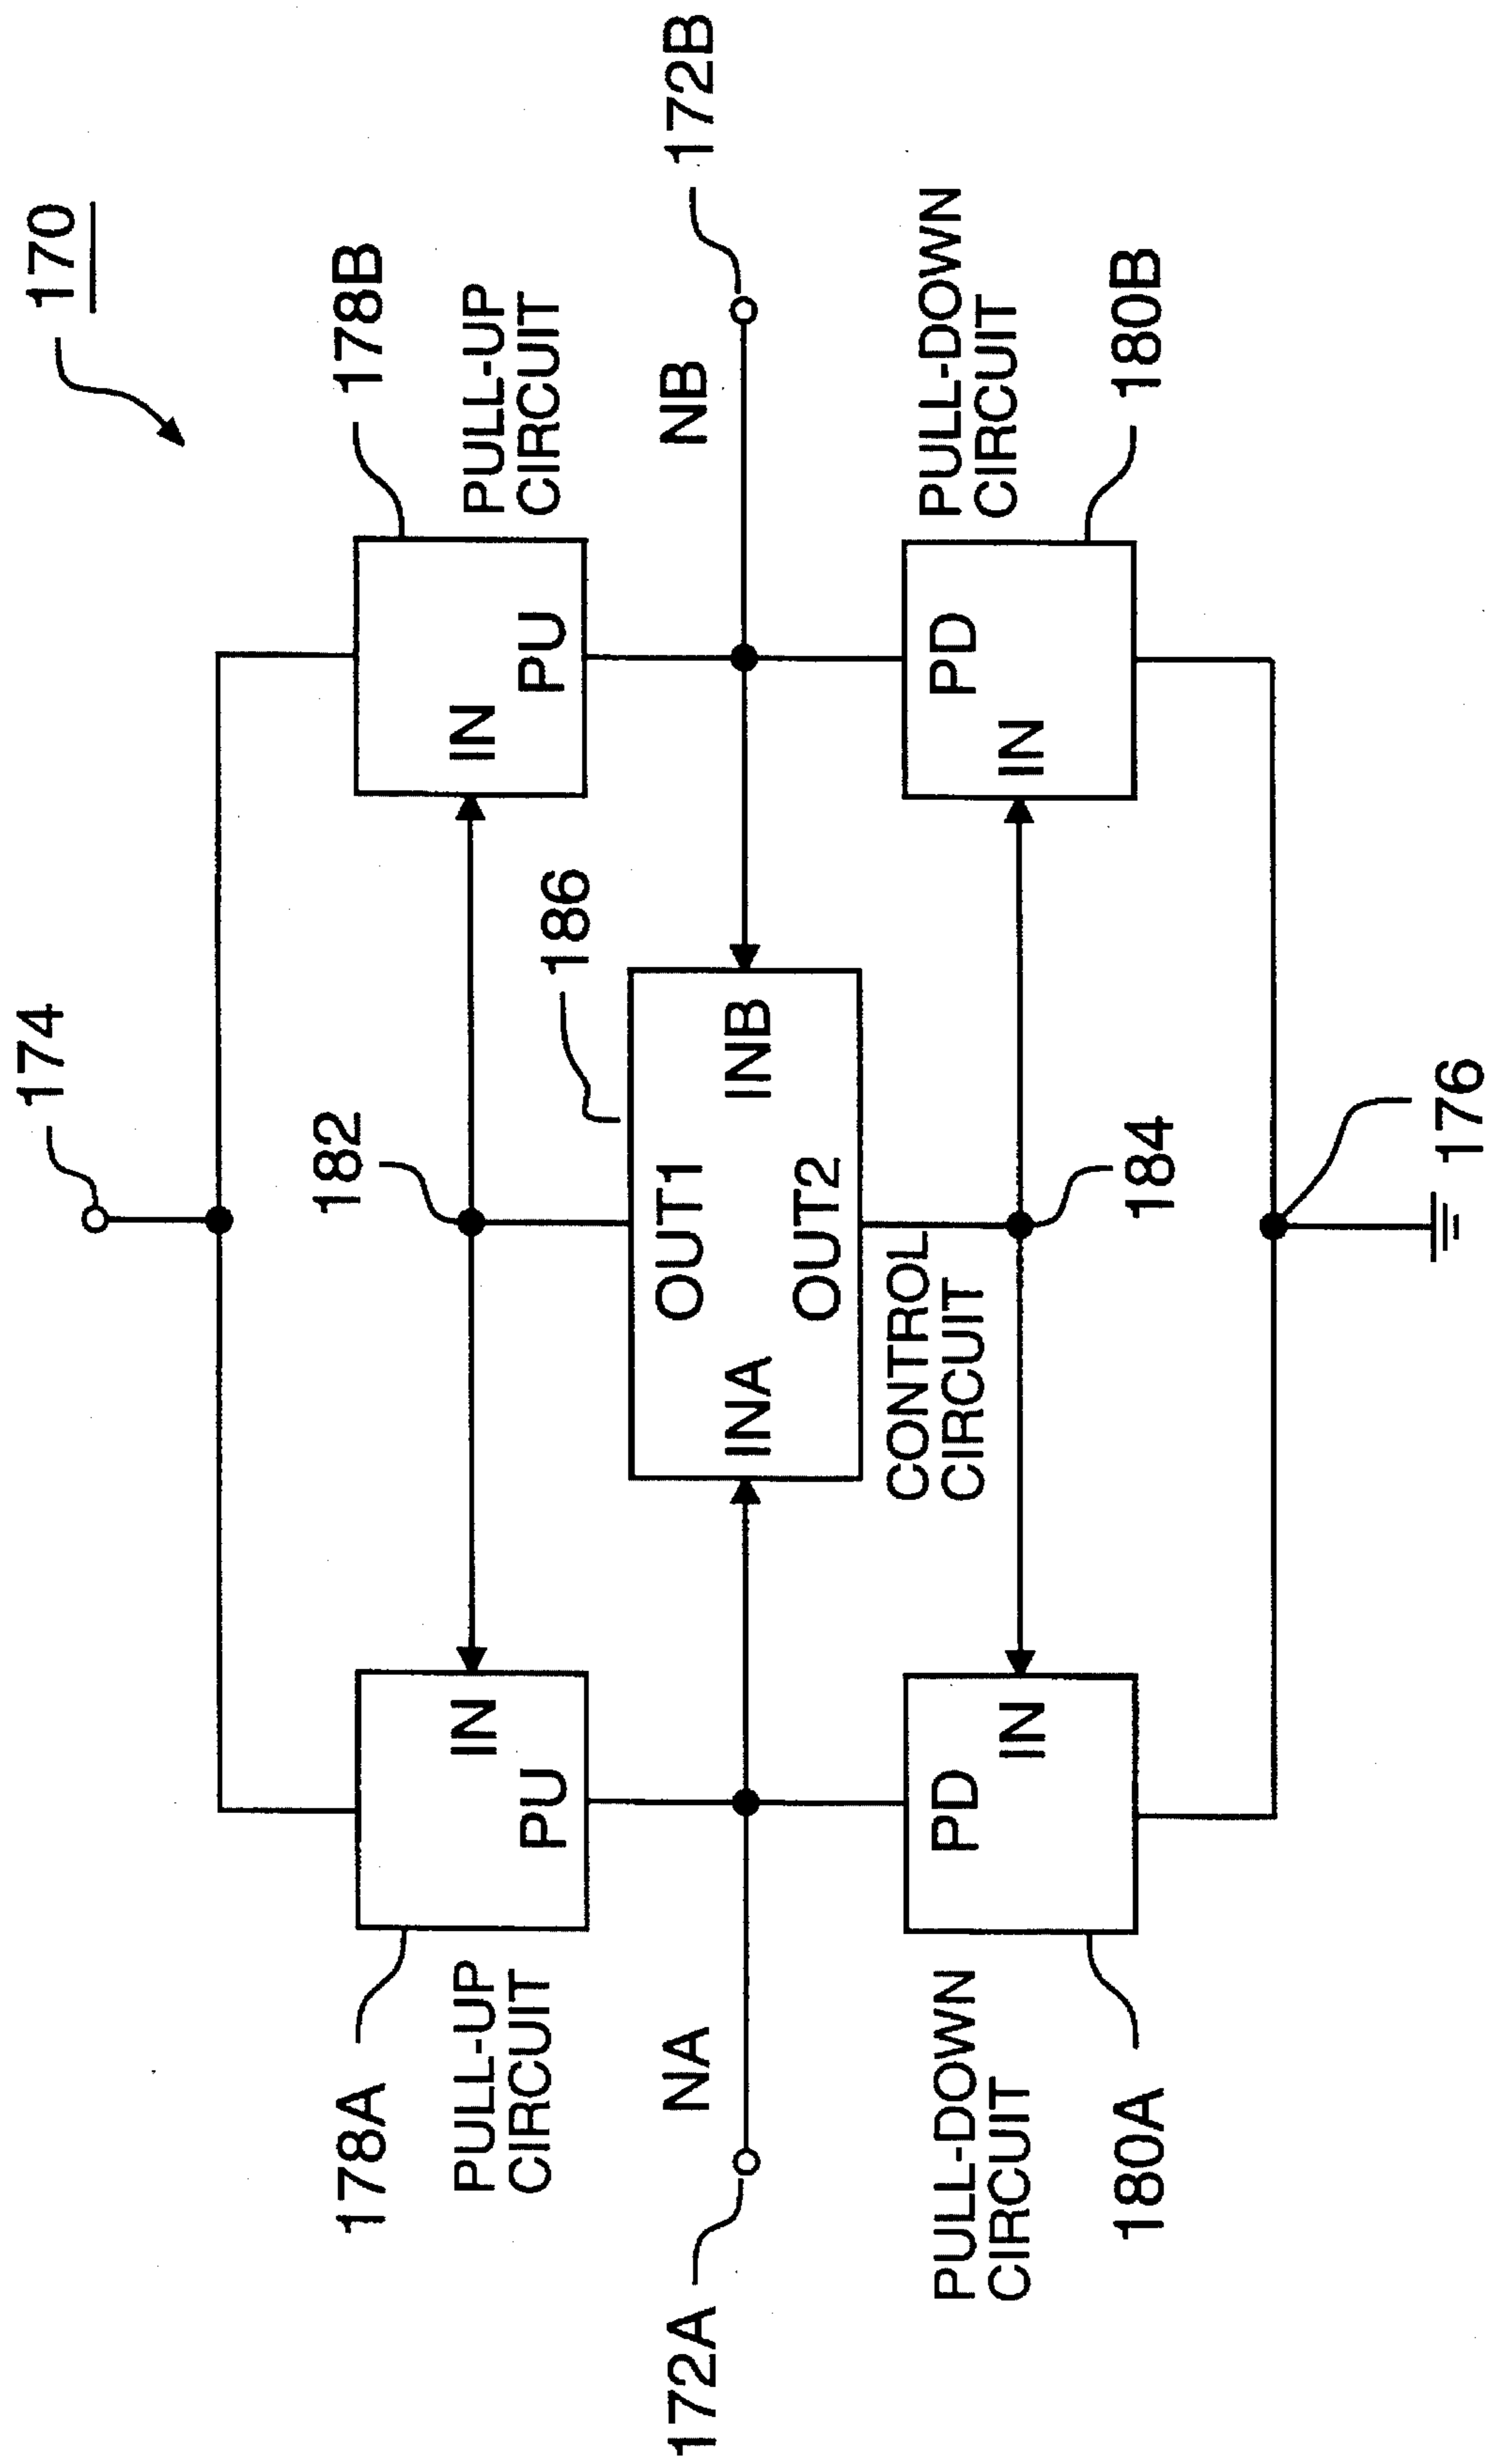 170
174
178A
PULL-UP
CIRCUIT
IN
PU
182
178B
PULL-UP
CIRCUIT
IN
PU
186
172A
NA
INA
OUT1
OUT2
INB
NB
172B
CONTROL
CIRCUIT
PULL-DOWN
CIRCUIT
180A
PD
IN
184
PD
IN
PULL-DOWN
CIRCUIT
180B
176